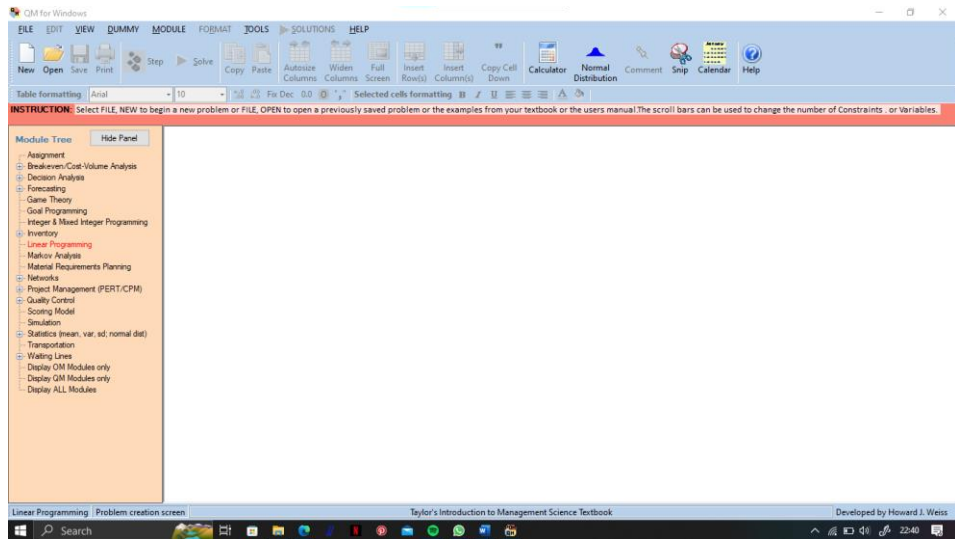 QM for Windows
FILE EDIT VIEW DUMMY MODULE FORMAT TOOLS SOLUTIONS HELP
New Open Save Print Step Solve Copy Paste Autosize Columns Widen Columns Full Screen Insert Row(s) Insert Column(s) Copy Cell Down Calculator Normal Distribution Comment Snip Calendar Help
Table formatting Arial 10 Fix Dec 0.0 Selected cells formatting B I U A
INSTRUCTION: Select FILE, NEW to begin a new problem or FILE, OPEN to open a previously saved problem or the examples from your textbook or the users manual.The scroll bars can be used to change the number of Constraints . or Variables.
Module Tree Hide Panel
Assignment
Breakeven/Cost-Volume Analysis
Decision Analysis
Forecasting
Game Theory
Goal Programming
Integer & Mixed Integer Programming
Inventory
Linear Programming
Markov Analysis
Material Requirements Planning
Networks
Project Management (PERT/CPM)
Quality Control
Scoring Model
Simulation
Statistics (mean, var, sd; normal dist)
Transportation
Waiting Lines
Display OM Modules only
Display QM Modules only
Display ALL Modules
Linear Programming Problem creation screen Taylor's Introduction to Management Science Textbook Developed by Howard J. Weiss
Search 22:40